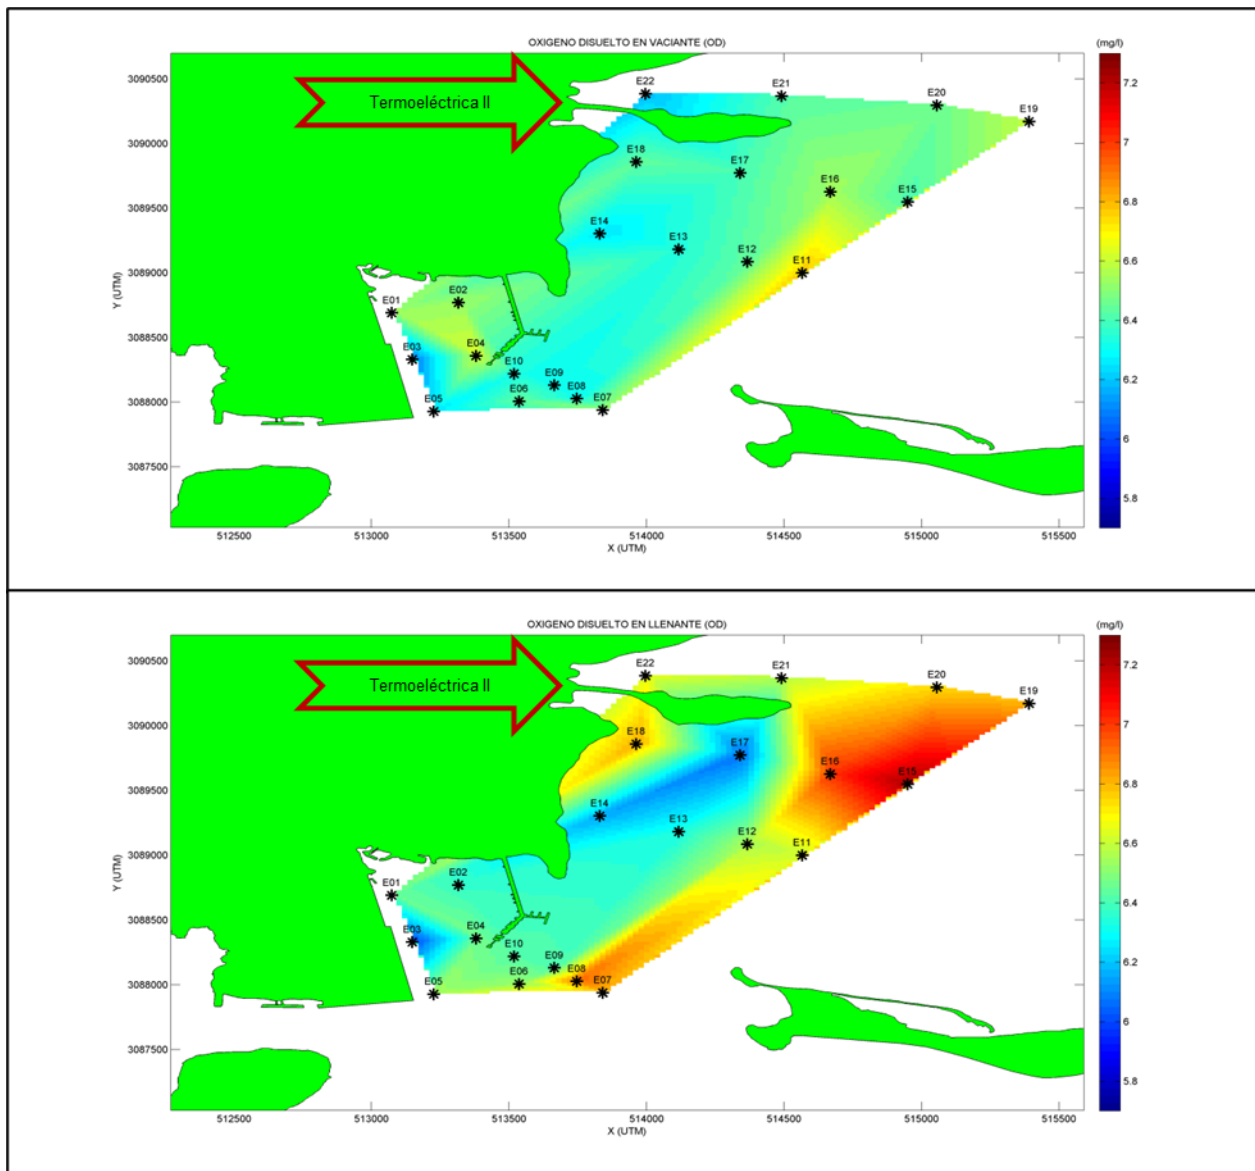 OXIGENO DISUELTO EN VACIANTE (OD)
(mg/l)
Termoeléctrica II
E22
E21
E20
E19
E18
E17
E16
E15
E14
E13
E12
E11
E02
E01
E04
E03
E10
E09
E08
E06
E07
E05
3090500
3090000
3089500
3089000
3088500
3088000
3087500
Y (UTM)
512500
513000
513500
514000
514500
515000
515500
X (UTM)
7.2
7
6.8
6.6
6.4
6.2
6
5.8
OXIGENO DISUELTO EN LLENANTE (OD)
(mg/l)
Termoeléctrica II
E22
E21
E20
E19
E18
E17
E16
E15
E14
E13
E12
E11
E02
E01
E04
E03
E10
E09
E08
E06
E07
E05
3090500
3090000
3089500
3089000
3088500
3088000
3087500
Y (UTM)
512500
513000
513500
514000
514500
515000
515500
X (UTM)
7.2
7
6.8
6.6
6.4
6.2
6
5.8